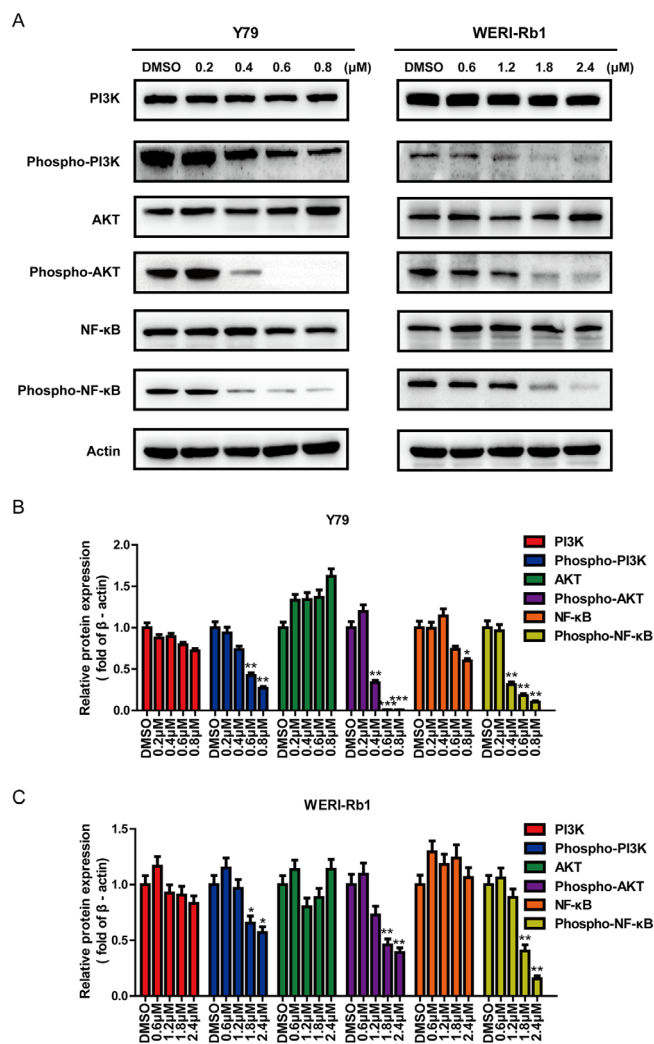 A
Y79
WERI-Rb1
DMSO 0.2 0.4 0.6 0.8 (μM)
DMSO 0.6 1.2 1.8 2.4 (μM)
PI3K
Phospho-PI3K
AKT
Phospho-AKT
NF-κB
Phospho-NF-κB
Actin
B
Y79
Relative protein expression
( fold of β - actin)
2.0
1.5
1.0
0.5
0.0
** ** ** *** *** * ** ** **
DMSO 0.2μM 0.4μM 0.6μM 0.8μM DMSO 0.2μM 0.4μM 0.6μM 0.8μM DMSO 0.2μM 0.4μM 0.6μM 0.8μM DMSO 0.2μM 0.4μM 0.6μM 0.8μM DMSO 0.2μM 0.4μM 0.6μM 0.8μM DMSO 0.2μM 0.4μM 0.6μM 0.8μM
PI3K
Phospho-PI3K
AKT
Phospho-AKT
NF-κB
Phospho-NF-κB
C
WERI-Rb1
Relative protein expression
( fold of β - actin)
1.5
1.0
0.5
0.0
* * ** ** ** **
DMSO 0.6μM 1.2μM 1.8μM 2.4μM DMSO 0.6μM 1.2μM 1.8μM 2.4μM DMSO 0.6μM 1.2μM 1.8μM 2.4μM DMSO 0.6μM 1.2μM 1.8μM 2.4μM DMSO 0.6μM 1.2μM 1.8μM 2.4μM DMSO 0.6μM 1.2μM 1.8μM 2.4μM
PI3K
Phospho-PI3K
AKT
Phospho-AKT
NF-κB
Phospho-NF-κB